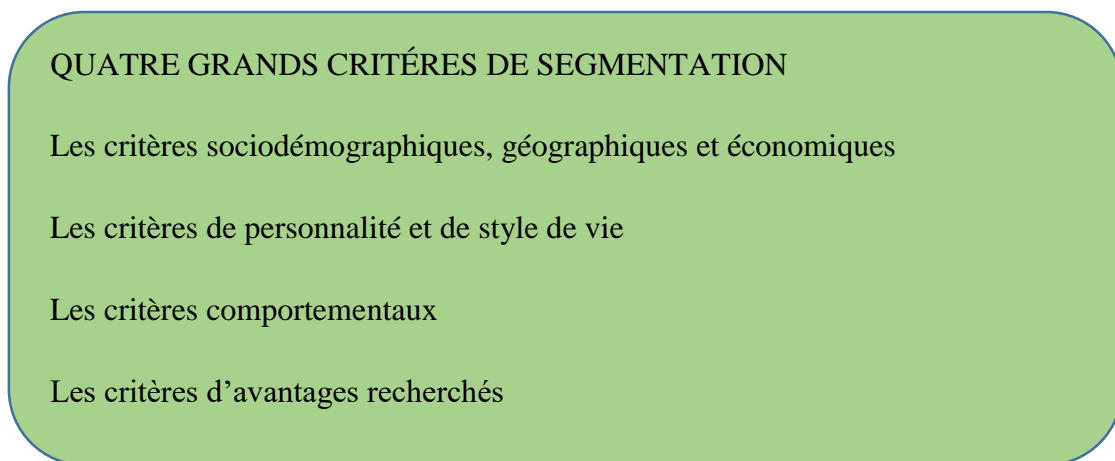 QUATRE GRANDS CRITÉRES DE SEGMENTATION
Les critères sociodémographiques, géographiques et économiques
Les critères de personnalité et de style de vie
Les critères comportementaux
Les critères d’avantages recherchés